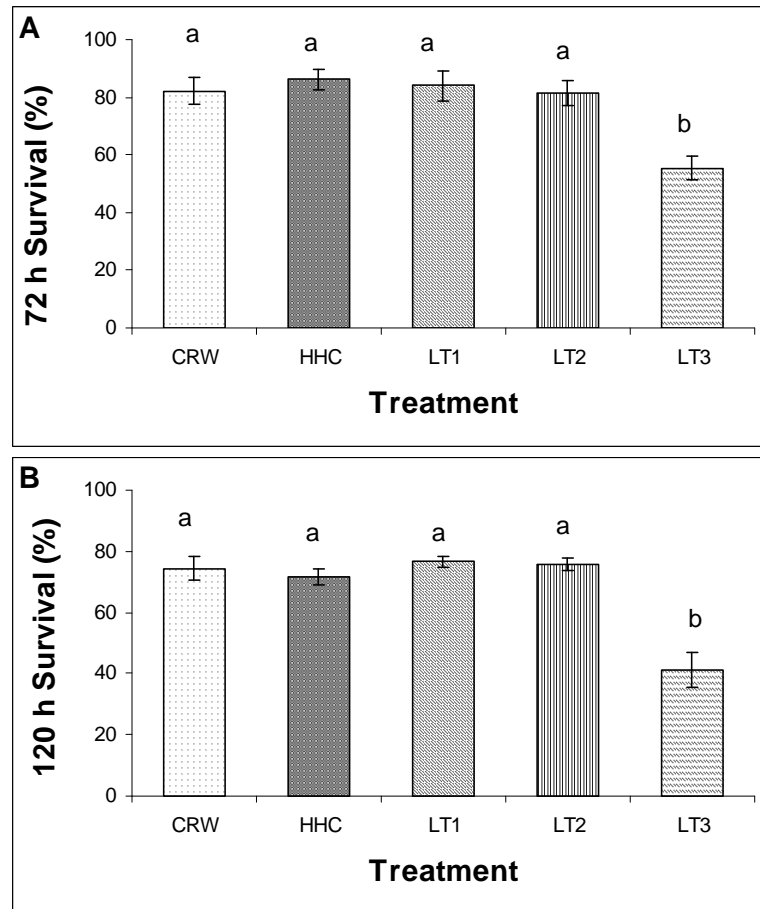 A
72 h Survival (%)
100
80
60
40
20
0
a
a
a
a
b
CRW HHC LT1 LT2 LT3
Treatment
B
120 h Survival (%)
100
80
60
40
20
0
a
a
a
a
b
CRW HHC LT1 LT2 LT3
Treatment